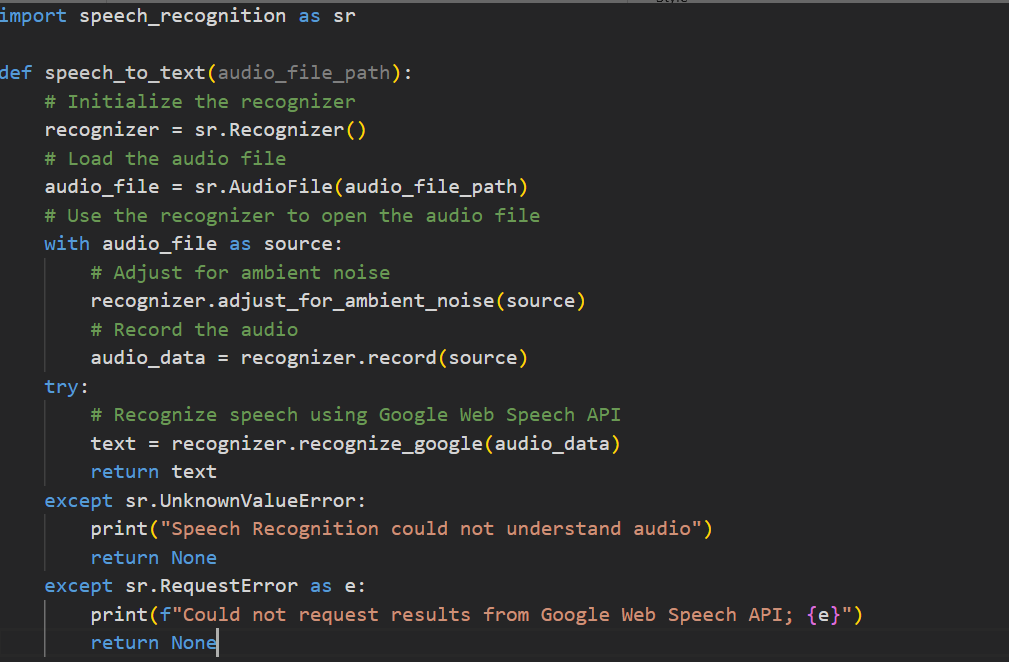 import speech_recognition as sr
def speech_to_text(audio_file_path):
    # Initialize the recognizer
    recognizer = sr.Recognizer()
    # Load the audio file
    audio_file = sr.AudioFile(audio_file_path)
    # Use the recognizer to open the audio file
    with audio_file as source:
        # Adjust for ambient noise
        recognizer.adjust_for_ambient_noise(source)
        # Record the audio
        audio_data = recognizer.record(source)
    try:
        # Recognize speech using Google Web Speech API
        text = recognizer.recognize_google(audio_data)
        return text
    except sr.UnknownValueError:
        print("Speech Recognition could not understand audio")
        return None
    except sr.RequestError as e:
        print(f"Could not request results from Google Web Speech API; {e}")
        return None